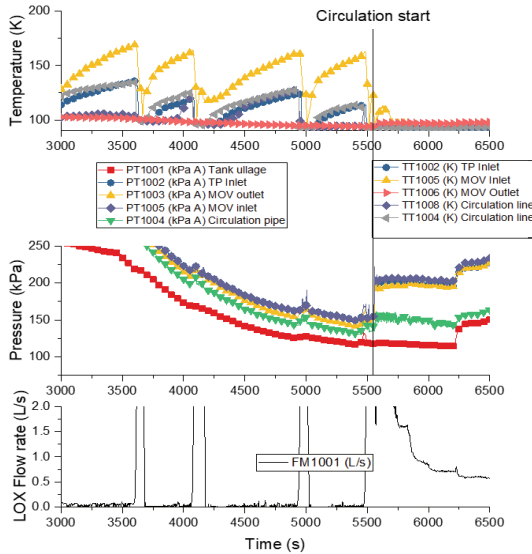 Circulation start
Temperature (K)
200
150
100
3000 3500 4000 4500 5000 5500 6000 6500
PT1001 (kPa A) Tank ullage
PT1002 (kPa A) TP Inlet
PT1003 (kPa A) MOV outlet
PT1005 (kPa A) MOV inlet
PT1004 (kPa A) Circulation pipe
TT1002 (K) TP Inlet
TT1005 (K) MOV Inlet
TT1006 (K) MOV Outlet
TT1008 (K) Circulation line
TT1004 (K) Circulation line
Pressure (kPa)
250
200
150
100
3000 3500 4000 4500 5000 5500 6000 6500
LOX Flow rate (L/s)
2.0
1.5
1.0
0.5
0.0
FM1001 (L/s)
3000 3500 4000 4500 5000 5500 6000 6500
Time (s)